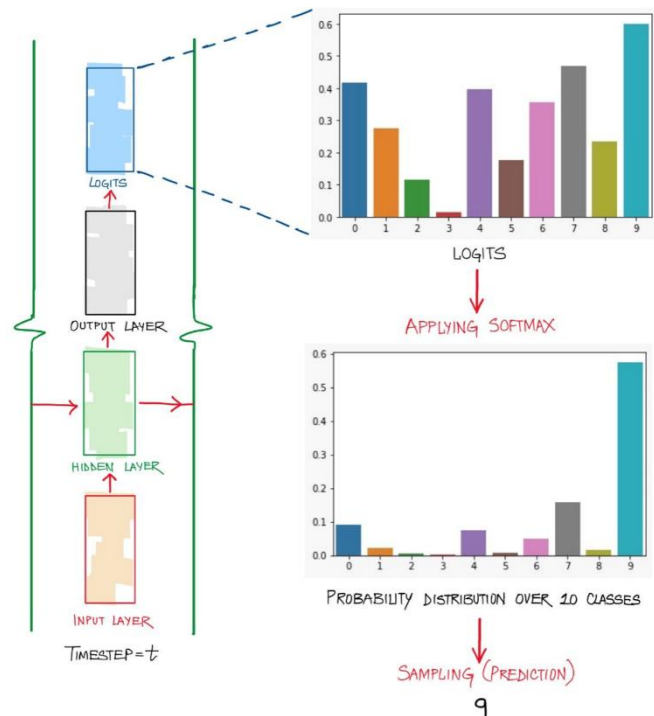 LOGITS
OUTPUT LAYER
HIDDEN LAYER
INPUT LAYER
TIMESTEP = t
0.6
0.5
0.4
0.3
0.2
0.1
0.0
0 1 2 3 4 5 6 7 8 9
LOGITS
APPLYING SOFTMAX
0.6
0.5
0.4
0.3
0.2
0.1
0.0
0 1 2 3 4 5 6 7 8 9
PROBABILITY DISTRIBUTION OVER 10 CLASSES
SAMPLING (PREDICTION)
9